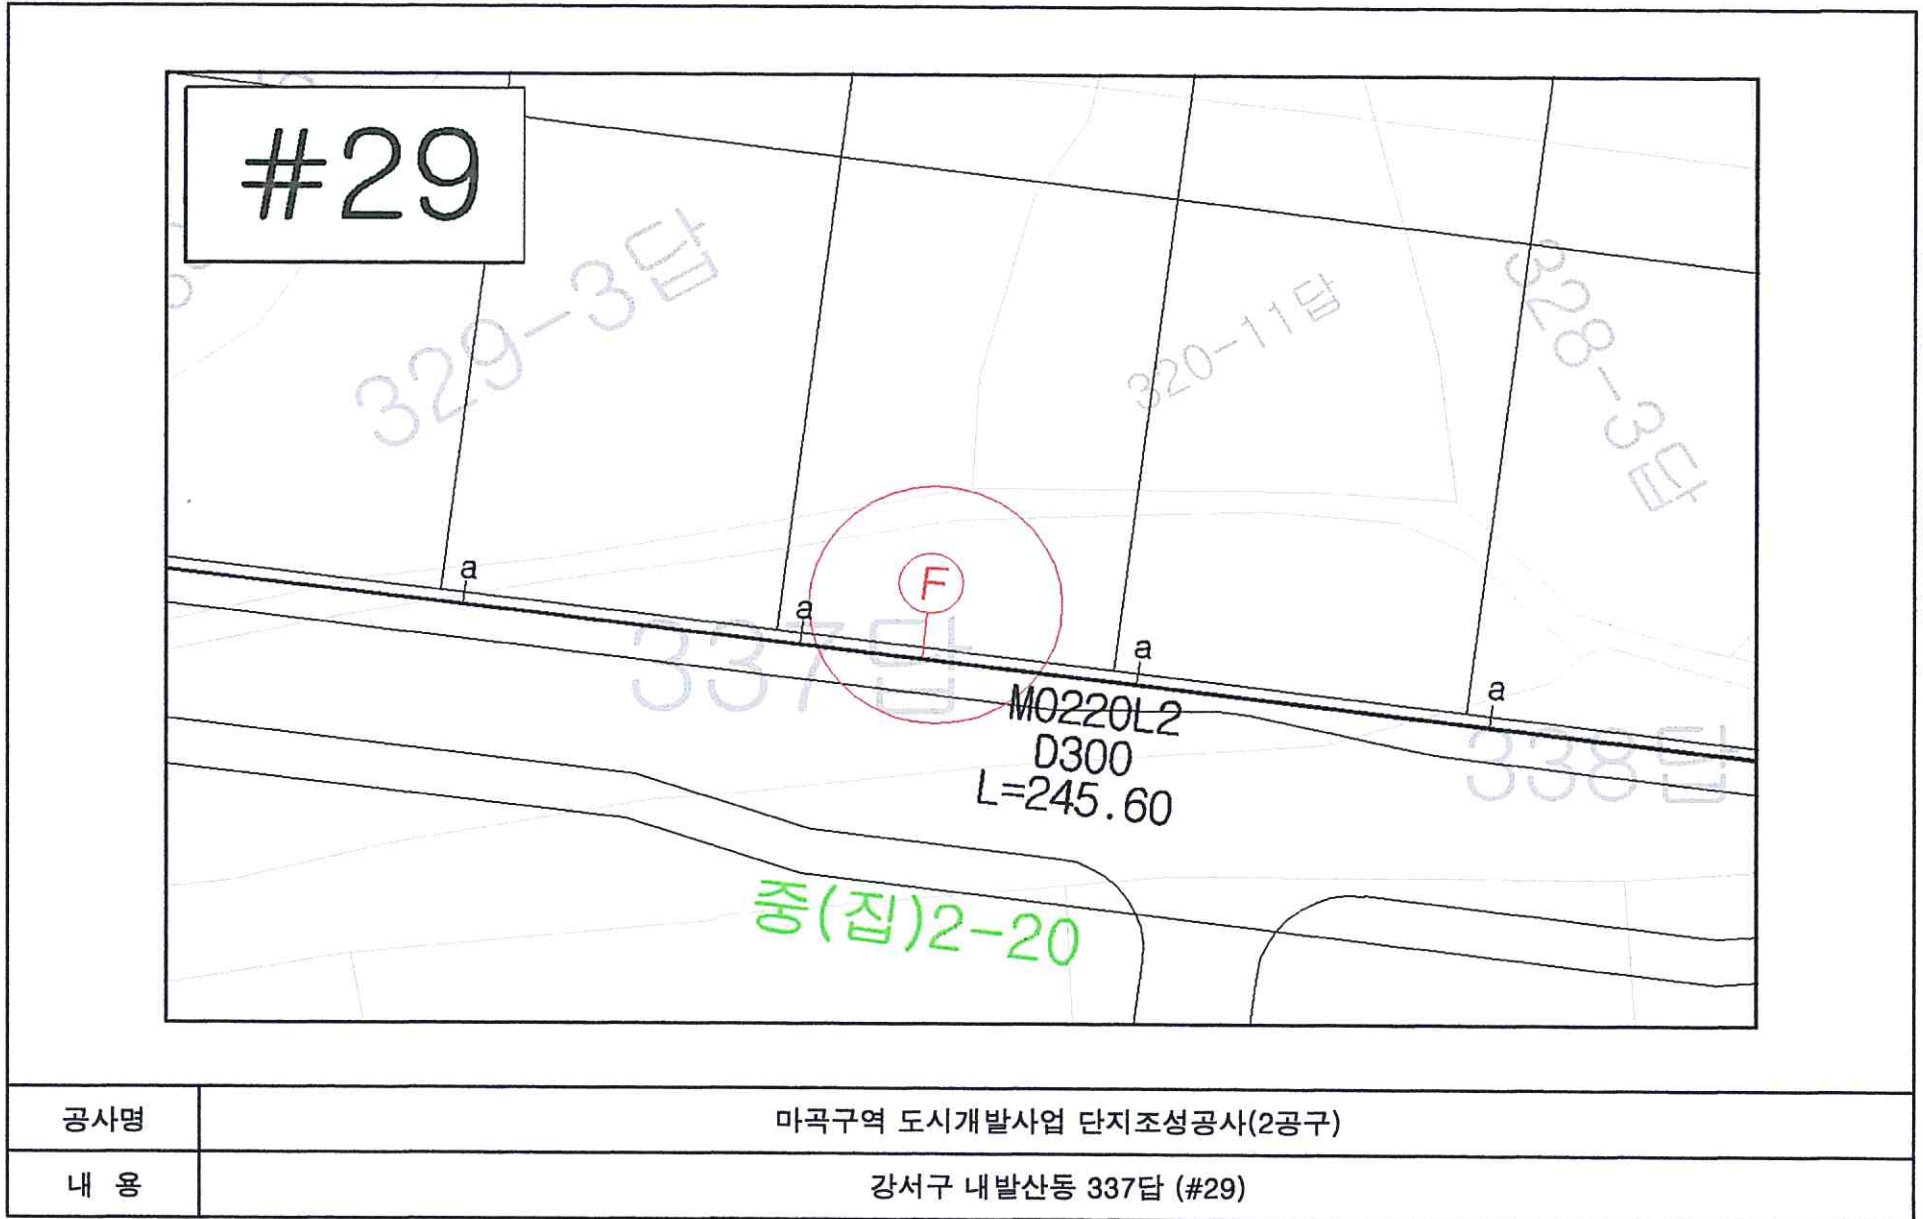 #29
329-3답
320-11답
328-3답
a
F
a
a
a
337답
M0220L2
D300
L=245.60
338답
중(집)2-20
공사명
마곡구역 도시개발사업 단지조성공사(2공구)
내 용
강서구 내발산동 337답 (#29)